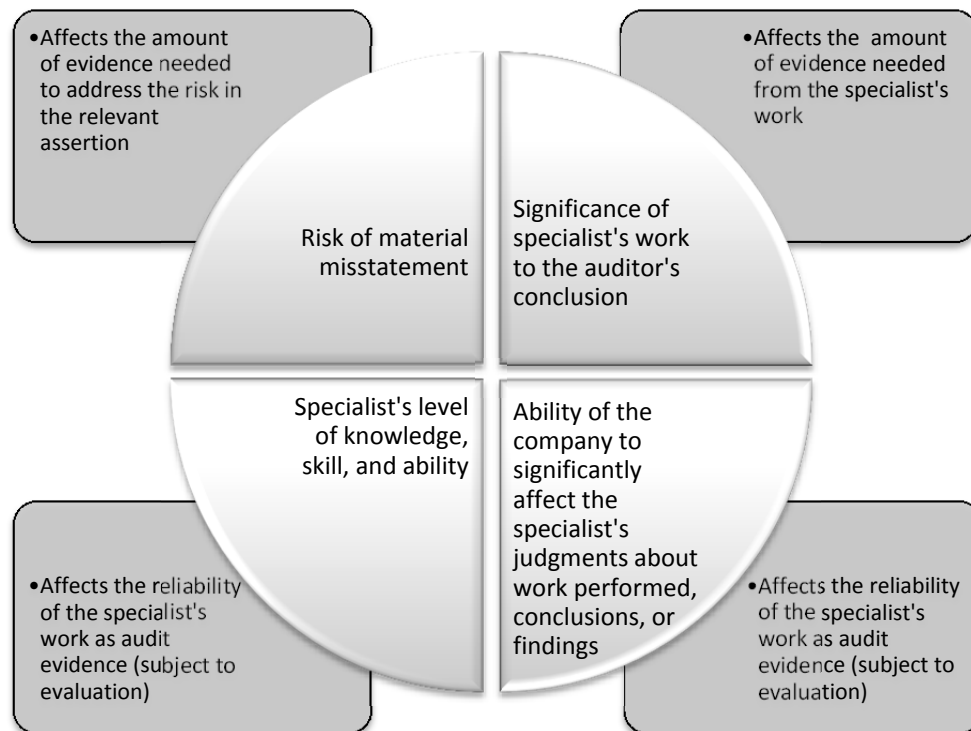 •Affects the amount
of evidence needed
to address the risk in
the relevant
assertion
Risk of material
misstatement
•Affects the amount
of evidence needed
from the specialist's
work
Significance of
specialist's work
to the auditor's
conclusion
Specialist's level
of knowledge,
skill, and ability
•Affects the reliability
of the specialist's
work as audit
evidence (subject to
evaluation)
Ability of the
company to
significantly
affect the
specialist's
judgments about
work performed,
conclusions, or
findings
•Affects the reliability
of the specialist's
work as audit
evidence (subject to
evaluation)